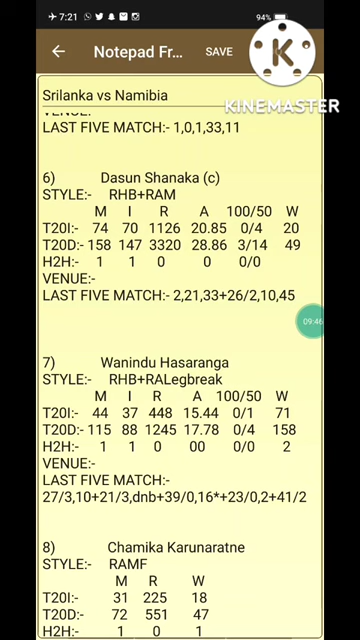 7:21
94%
Notepad Fr...
SAVE
K
KINEMASTER
Srilanka vs Namibia
VENUE:-
LAST FIVE MATCH:- 1,0,1,33,11
6) Dasun Shanaka (c)
STYLE:- RHB+RAM
M I R A 100/50 W
T20I:- 74 70 1126 20.85 0/4 20
T20D:- 158 147 3320 28.86 3/14 49
H2H:- 1 1 0 0 0/0
VENUE:-
LAST FIVE MATCH:- 2,21,33+26/2,10,45
09:46
7) Wanindu Hasaranga
STYLE:- RHB+RALegbreak
M I R A 100/50 W
T20I:- 44 37 448 15.44 0/1 71
T20D:- 115 88 1245 17.78 0/4 158
H2H:- 1 1 0 00 0/0 2
VENUE:-
LAST FIVE MATCH:-
27/3,10+21/3,dnb+39/0,16*+23/0,2+41/2
8) Chamika Karunaratne
STYLE:- RAMF
M R W
T20I:- 31 225 18
T20D:- 72 551 47
H2H:- 1 0 1